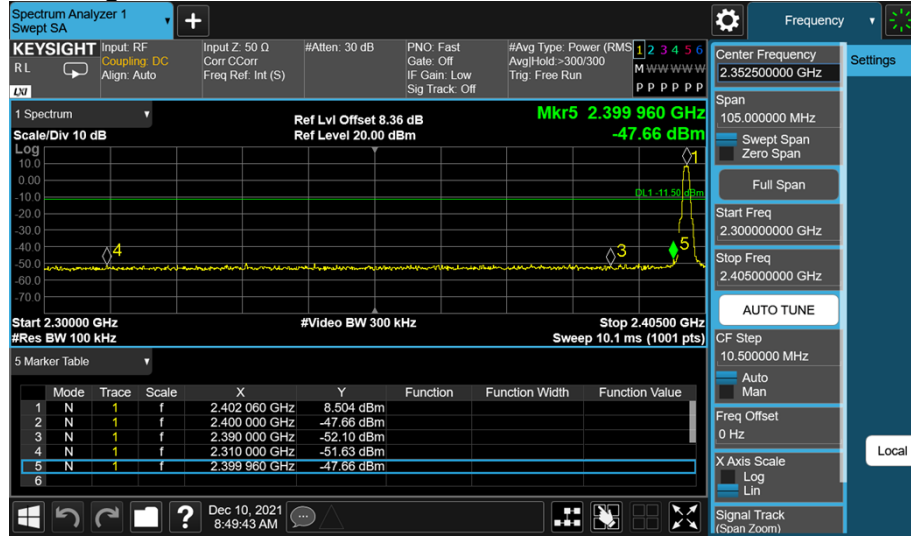 Spectrum Analyzer 1
Swept SA
Frequency
KEYSIGHT
RL
LXI
Input: RF
Coupling: DC
Align: Auto
Input Z: 50 Ω
Corr CCorr
Freq Ref: Int (S)
#Atten: 30 dB
PNO: Fast
Gate: Off
IF Gain: Low
Sig Track: Off
#Avg Type: Power (RMS
Avg|Hold:>300/300
Trig: Free Run
1 2 3 4 5 6
M W W W W W
P P P P P P
1 Spectrum
Scale/Div 10 dB
Ref Lvl Offset 8.36 dB
Ref Level 20.00 dBm
Mkr5 2.399 960 GHz
-47.66 dBm
Log
10.0
0.00
-10.0
-20.0
-30.0
-40.0
-50.0
-60.0
-70.0
1
DL1 -11.50 dBm
4
3
5
Start 2.30000 GHz
#Video BW 300 kHz
Stop 2.40500 GHz
#Res BW 100 kHz
Sweep 10.1 ms (1001 pts)
5 Marker Table
Mode Trace Scale X Y Function Function Width Function Value
1 N 1 f 2.402 060 GHz 8.504 dBm
2 N 1 f 2.400 000 GHz -47.66 dBm
3 N 1 f 2.390 000 GHz -52.10 dBm
4 N 1 f 2.310 000 GHz -51.63 dBm
5 N 1 f 2.399 960 GHz -47.66 dBm
6
?
Dec 10, 2021
8:49:43 AM
Center Frequency
2.352500000 GHz
Settings
Span
105.000000 MHz
Swept Span
Zero Span
Full Span
Start Freq
2.300000000 GHz
Stop Freq
2.405000000 GHz
AUTO TUNE
CF Step
10.500000 MHz
Auto
Man
Freq Offset
0 Hz
Local
X Axis Scale
Log
Lin
Signal Track
(Span Zoom)